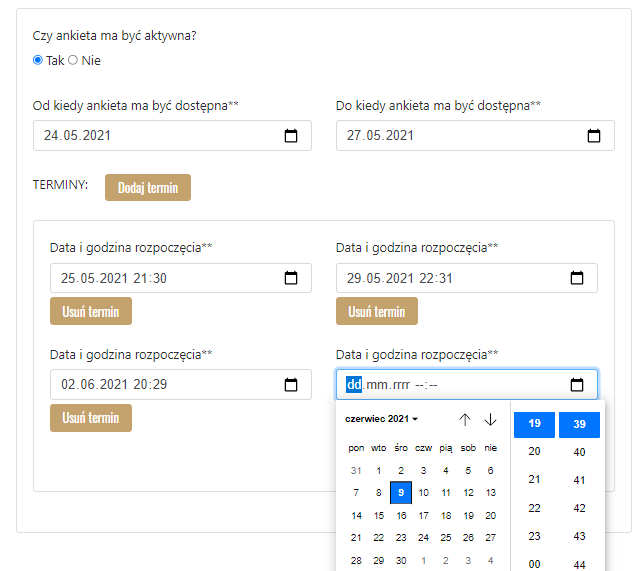 Czy ankieta ma być aktywna?
Tak Nie
Od kiedy ankieta ma być dostępna** Do kiedy ankieta ma być dostępna**
24.05.2021 27.05.2021
TERMINY: Dodaj termin
Data i godzina rozpoczęcia** Data i godzina rozpoczęcia**
25.05.2021 21:30 29.05.2021 22:31
Usuń termin Usuń termin
Data i godzina rozpoczęcia** Data i godzina rozpoczęcia**
02.06.2021 20:29 dd.mm.rrrr --:--
Usuń termin
czerwiec 2021 19 39
pon wto śro czw pią sob nie 20 40
31 1 2 3 4 5 6
7 8 9 10 11 12 13 21 41
14 15 16 17 18 19 20 22 42
21 22 23 24 25 26 27 23 43
28 29 30 1 2 3 4 00 44